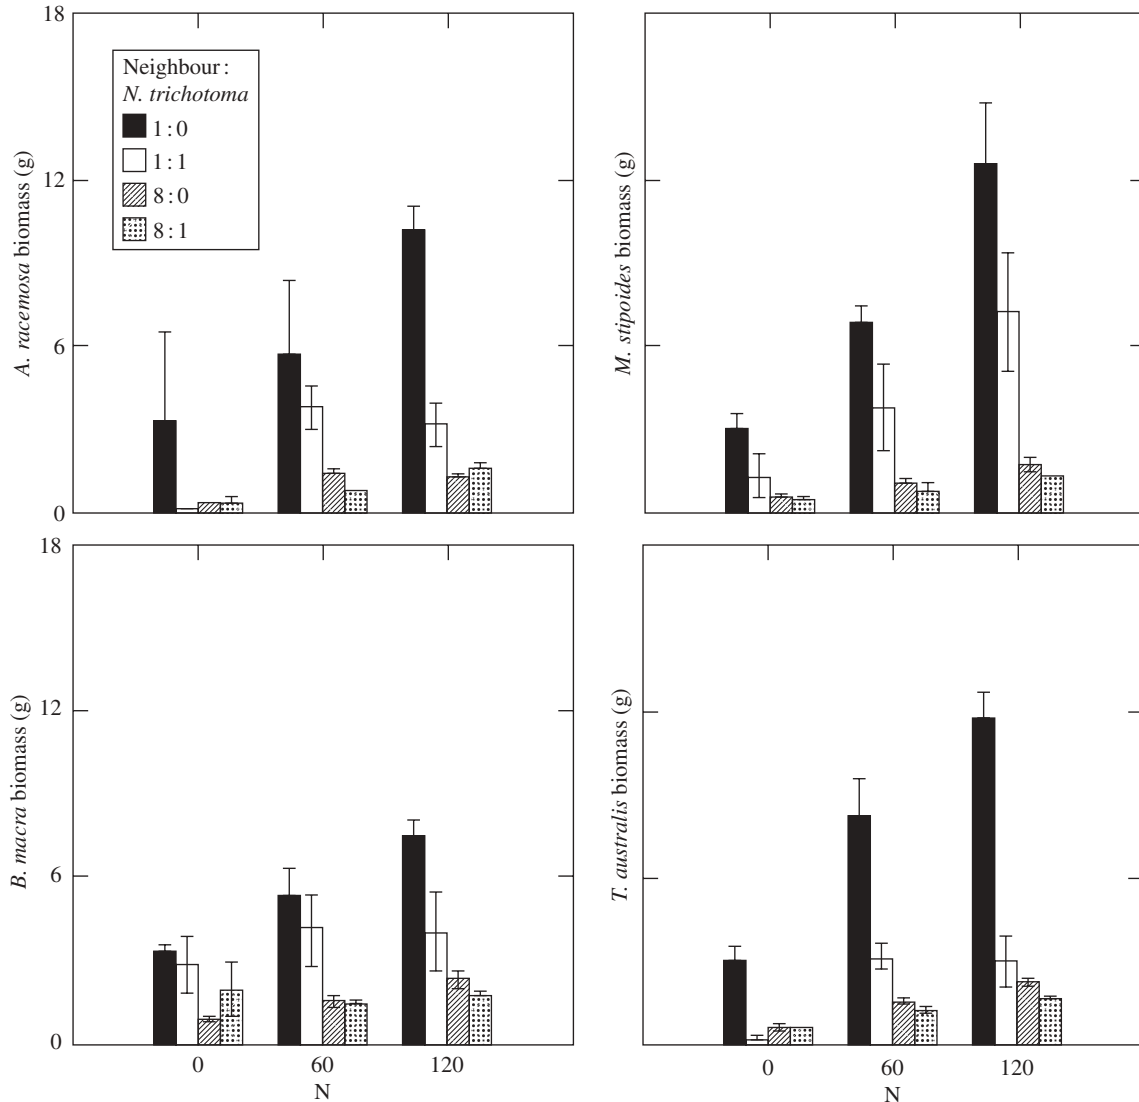 18
12
6
0
A. racemosa biomass (g)
Neighbour:
N. trichotoma
1:0
1:1
8:0
8:1
M. stipoides biomass (g)
18
12
6
0
B. macra biomass (g)
0
60
120
N
T. australis biomass (g)
0
60
120
N